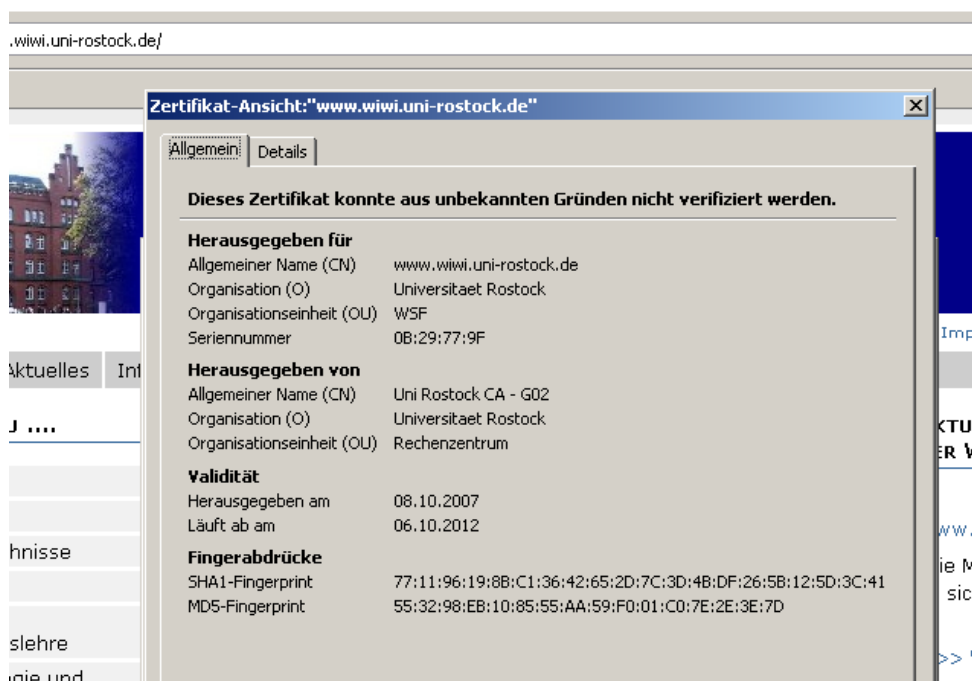 .wiwi.uni-rostock.de/
Zertifikat-Ansicht:"www.wiwi.uni-rostock.de"
Allgemein Details
Dieses Zertifikat konnte aus unbekannten Gründen nicht verifiziert werden.
Herausgegeben für
Allgemeiner Name (CN) www.wiwi.uni-rostock.de
Organisation (O) Universitaet Rostock
Organisationseinheit (OU) WSF
Seriennummer 0B:29:77:9F
Herausgegeben von
Allgemeiner Name (CN) Uni Rostock CA - G02
Organisation (O) Universitaet Rostock
Organisationseinheit (OU) Rechenzentrum
Validität
Herausgegeben am 08.10.2007
Läuft ab am 06.10.2012
Fingerabdrücke
SHA1-Fingerprint 77:11:96:19:8B:C1:36:42:65:2D:7C:3D:4B:DF:26:5B:12:5D:3C:41
MD5-Fingerprint 55:32:98:EB:10:85:55:AA:59:F0:01:C0:7E:2E:3E:7D
Imp
Aktuelles Int
hnisse
slehre
gie und
sic